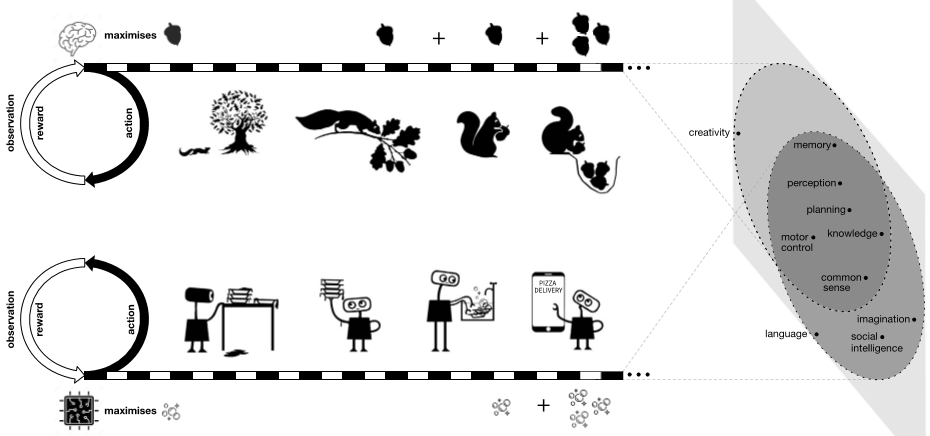 maximises
+
+
observation
reward
action
creativity
memory
perception
planning
motor
control
knowledge
common
sense
imagination
language
social
intelligence
observation
reward
action
PIZZA
DELIVERY
maximises
+